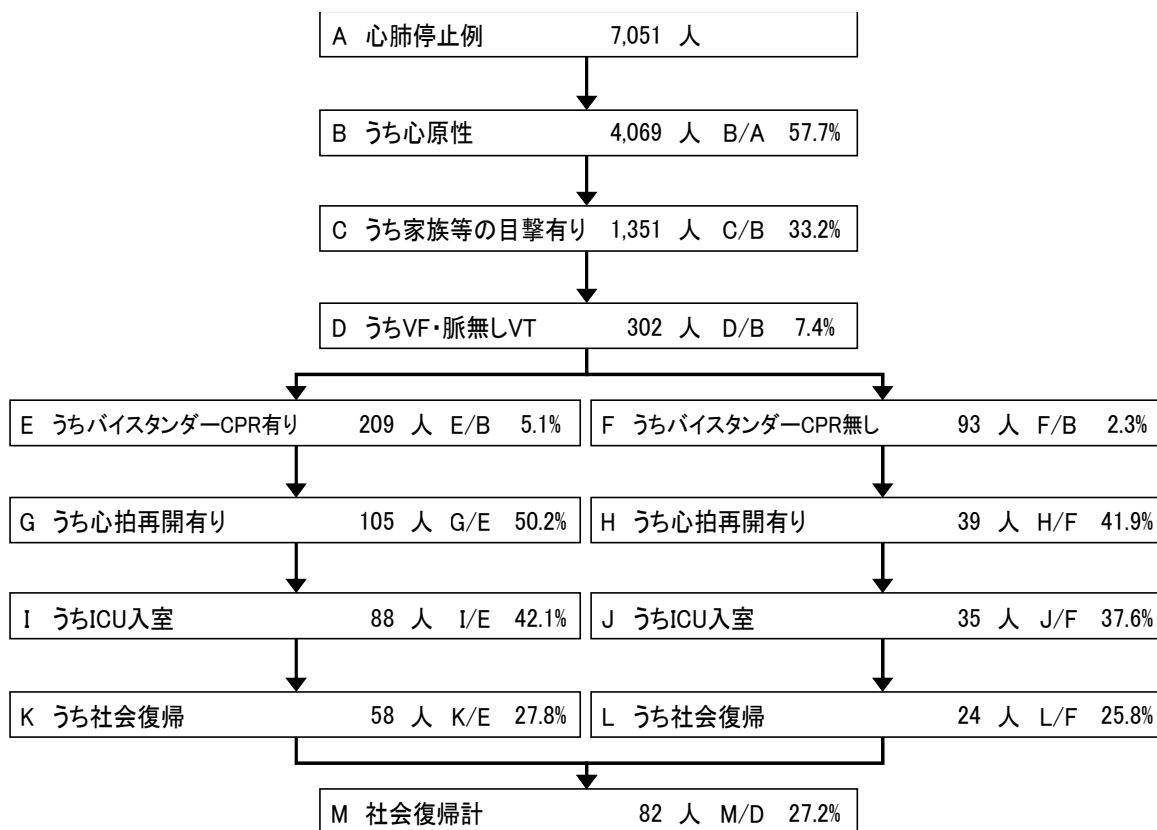 A 心肺停止例 7,051 人
B うち心原性 4,069 人 B/A 57.7%
C うち家族等の目撃有り 1,351 人 C/B 33.2%
D うちVF・脈無しVT 302 人 D/B 7.4%
E うちバイスタンダーCPR有り 209 人 E/B 5.1%
F うちバイスタンダーCPR無し 93 人 F/B 2.3%
G うち心拍再開有り 105 人 G/E 50.2%
H うち心拍再開有り 39 人 H/F 41.9%
I うちICU入室 88 人 I/E 42.1%
J うちICU入室 35 人 J/F 37.6%
K うち社会復帰 58 人 K/E 27.8%
L うち社会復帰 24 人 L/F 25.8%
M 社会復帰計 82 人 M/D 27.2%